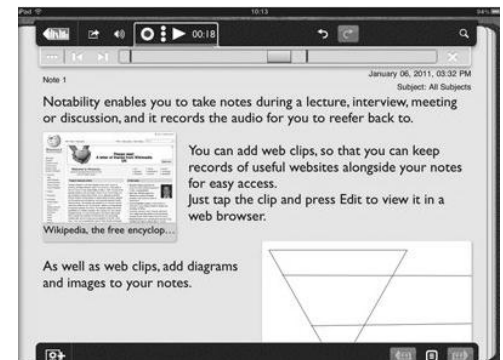 iPad
10:13
94%
00:18
Note 1
January 06, 2011, 03:32 PM
Subject: All Subjects
Notability enables you to take notes during a lecture, interview, meeting
or discussion, and it records the audio for you to reefer back to.
You can add web clips, so that you can keep
records of useful websites alongside your notes
for easy access.
Just tap the clip and press Edit to view it in a
web browser.
Wikipedia, the free encyclop...
As well as web clips, add diagrams
and images to your notes.